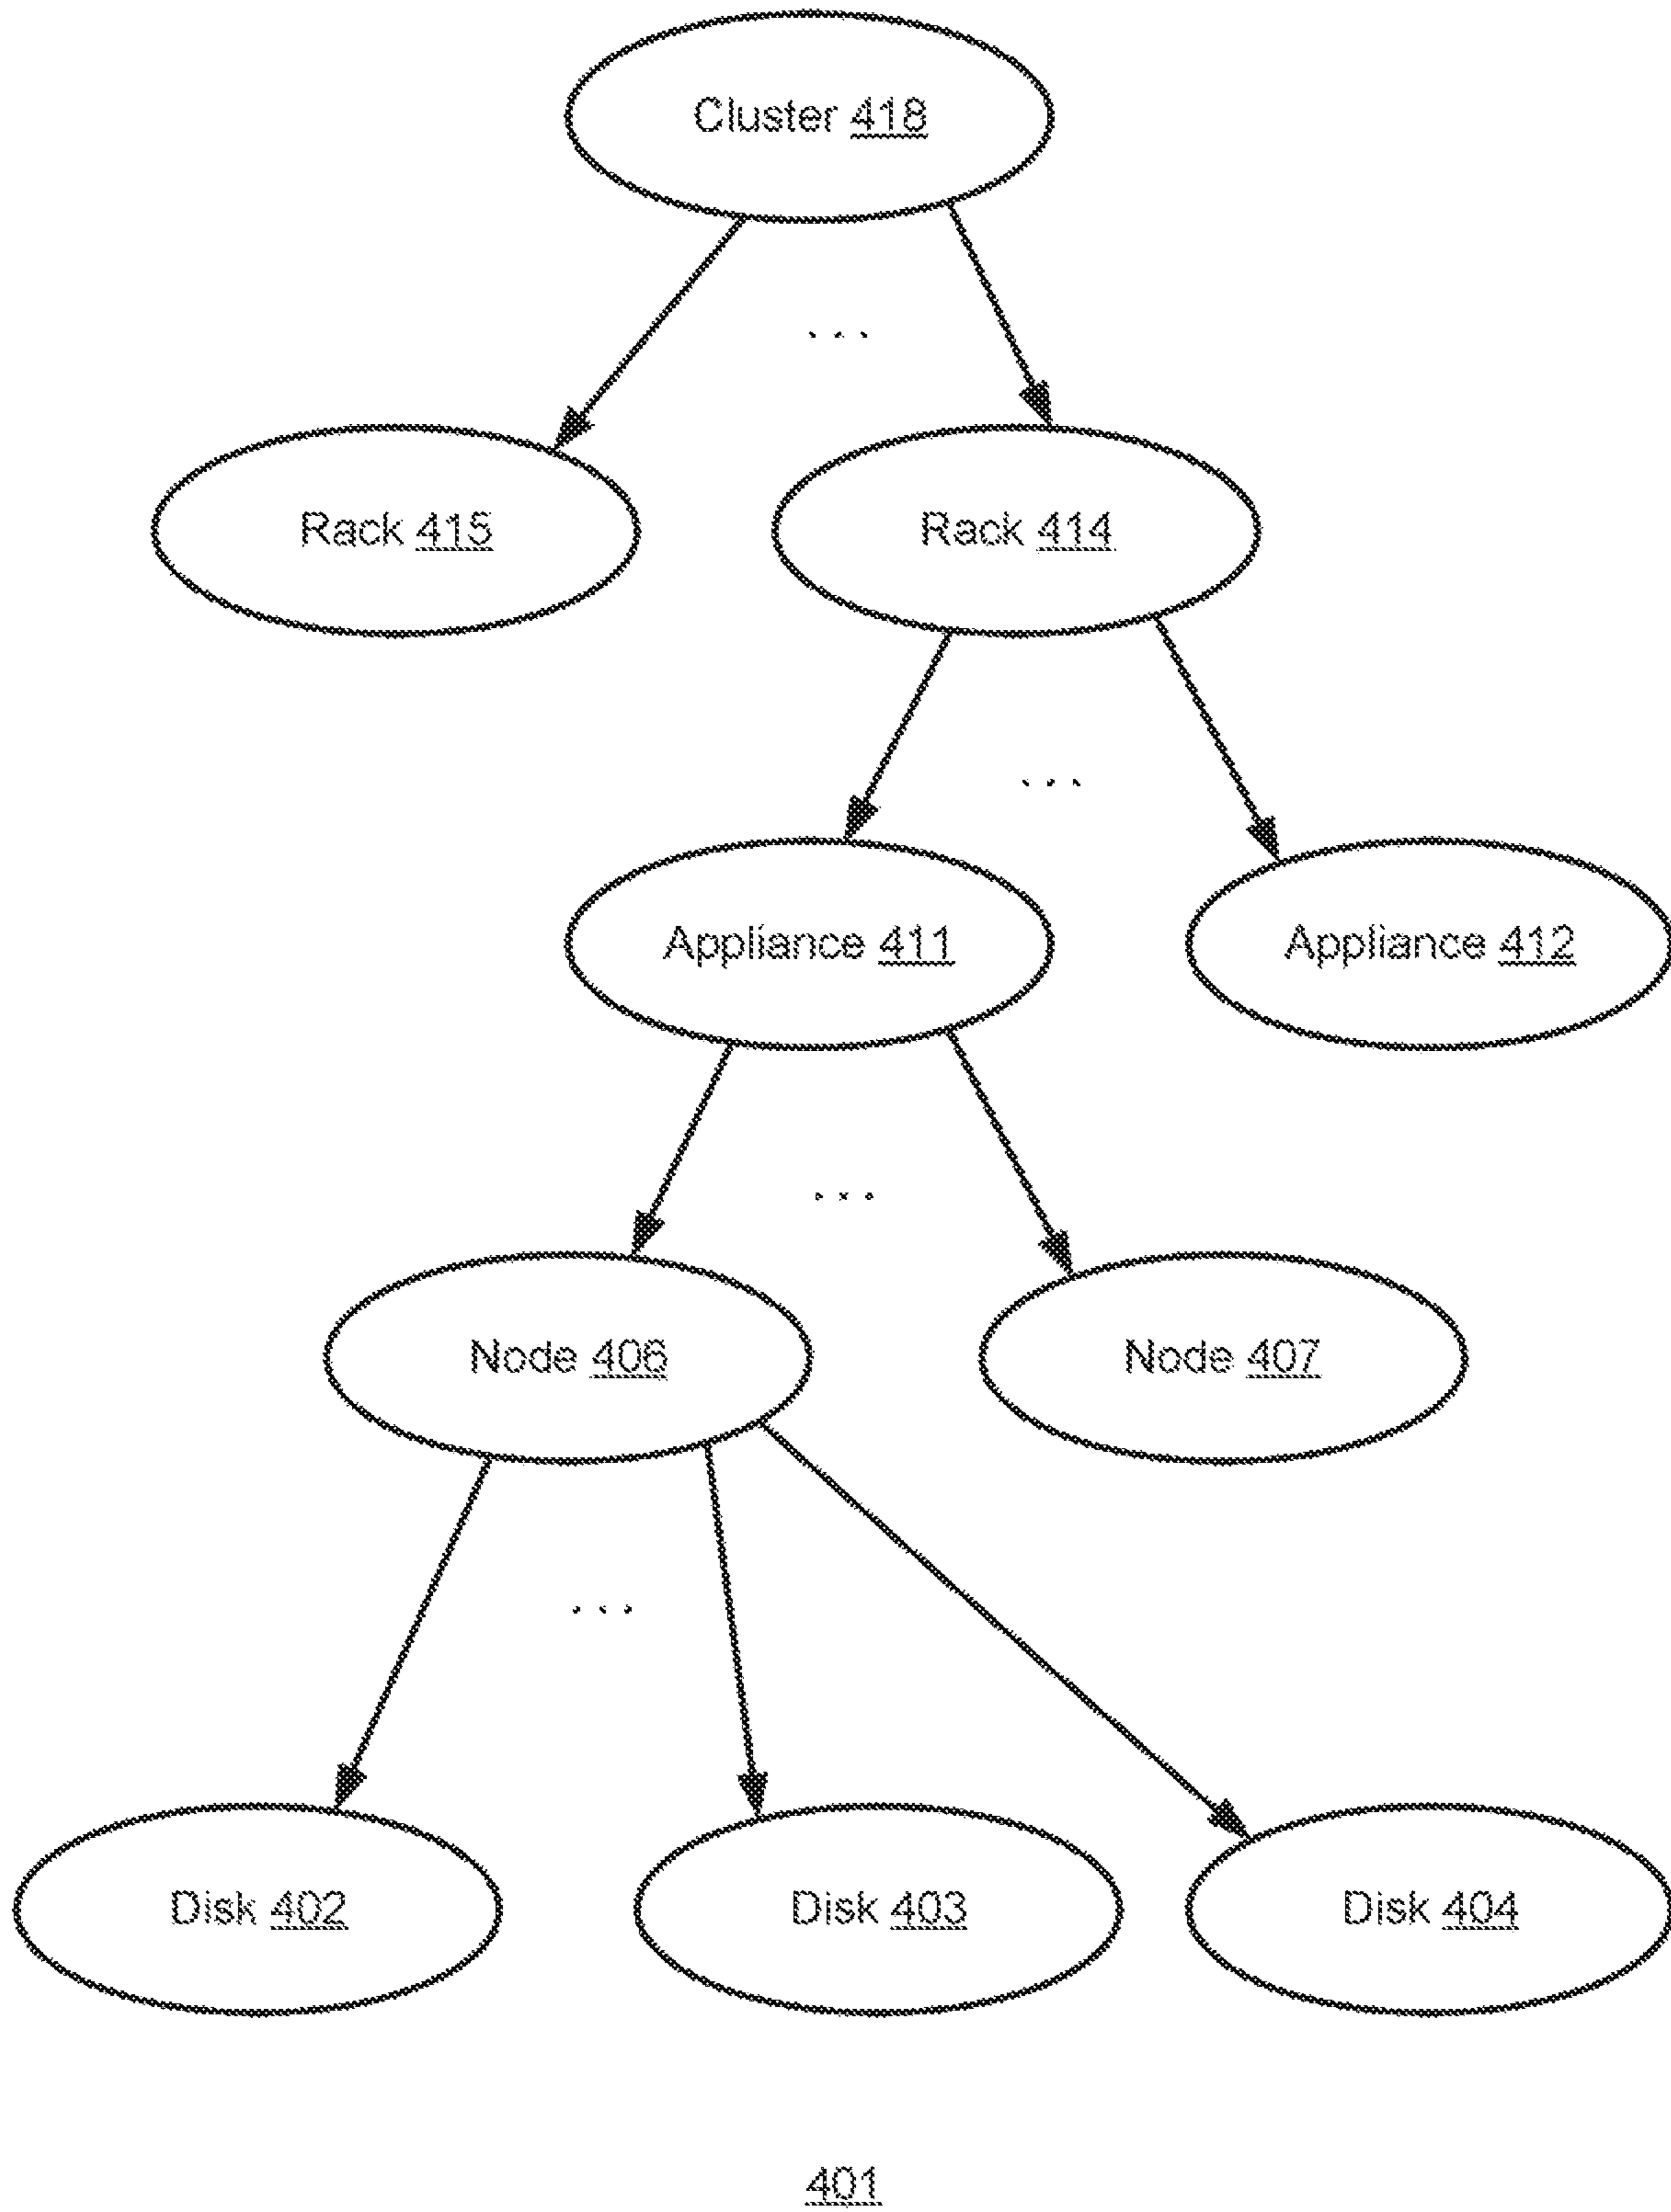 Cluster 418
...
Rack 415
Rack 414
...
Appliance 411
Appliance 412
...
Node 406
Node 407
...
Disk 402
Disk 403
Disk 404
401